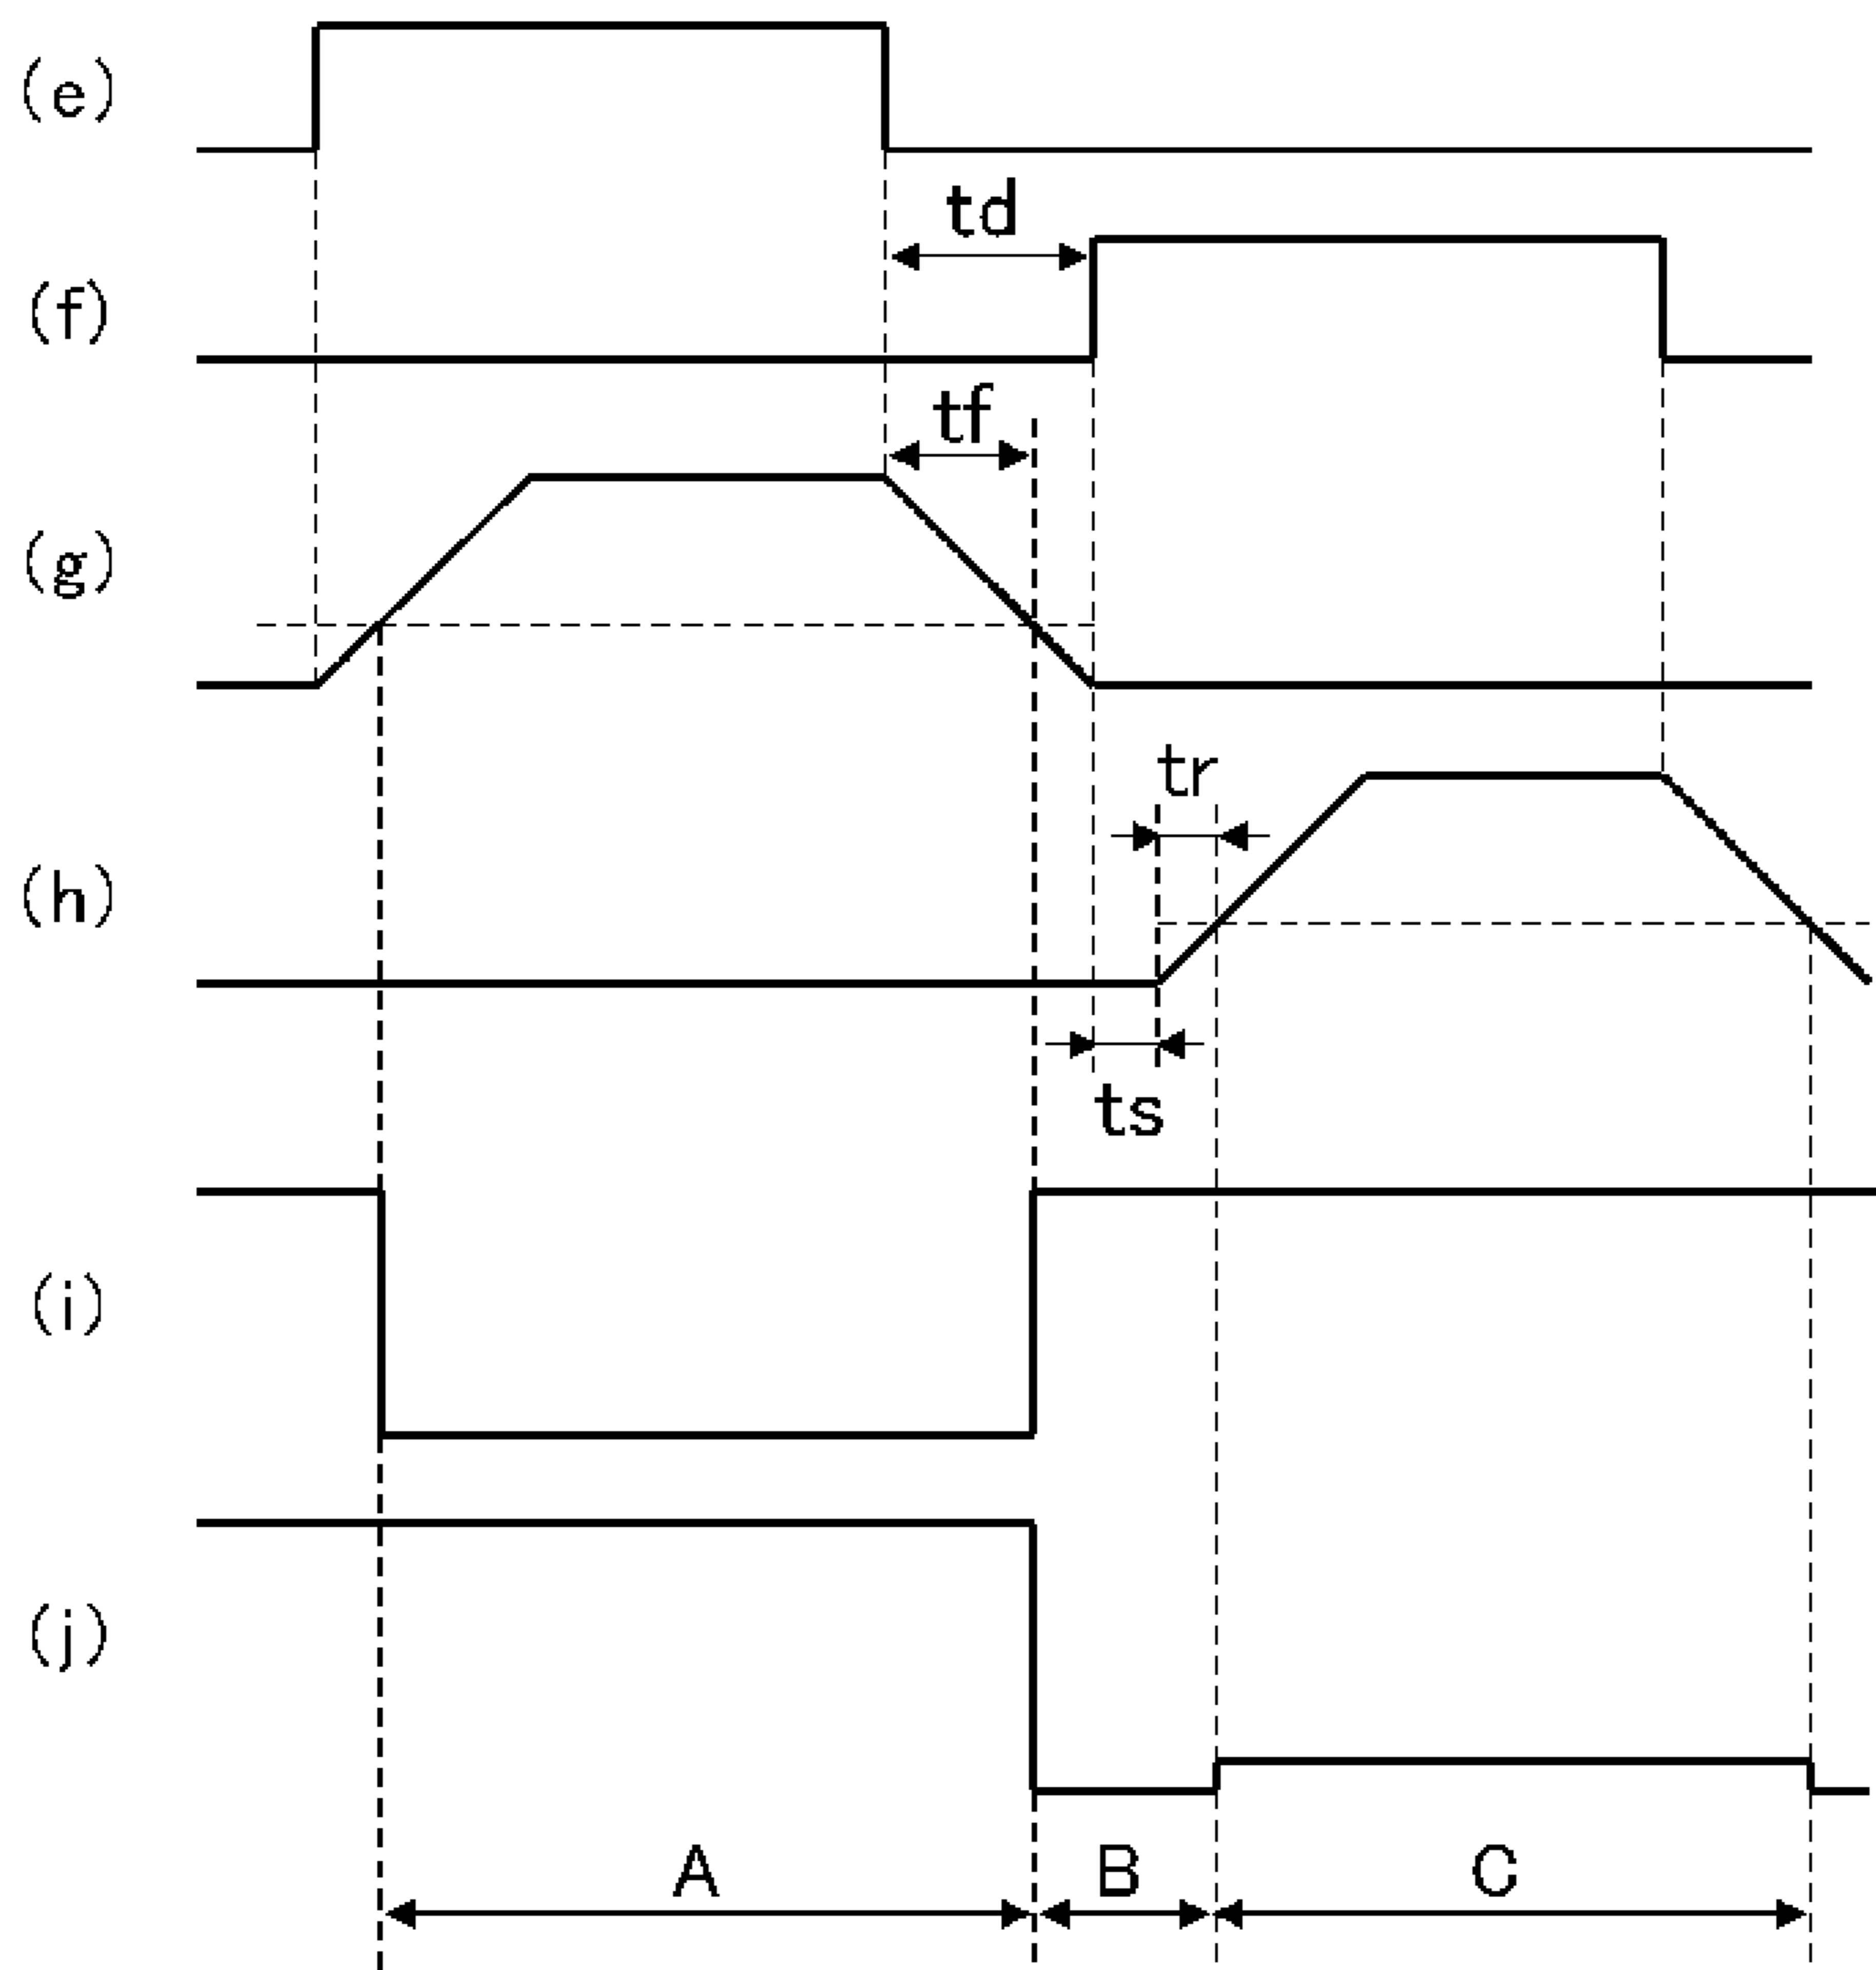 (e)
td
(f)
tf
(g)
tr
(h)
ts
(i)
(j)
A B C